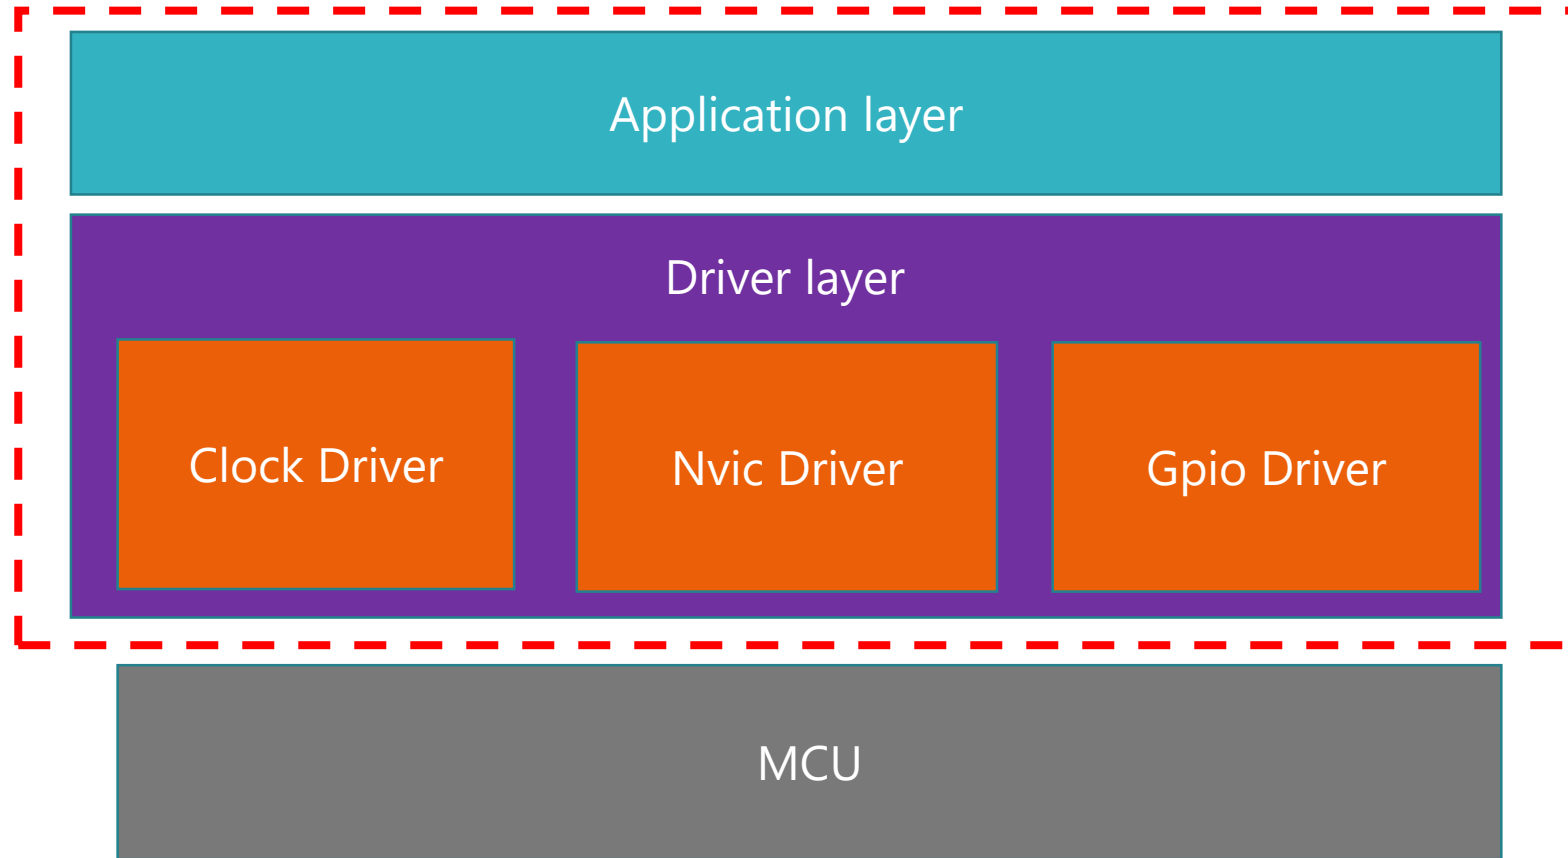 Application layer
Driver layer
Clock Driver
Nvic Driver
Gpio Driver
MCU